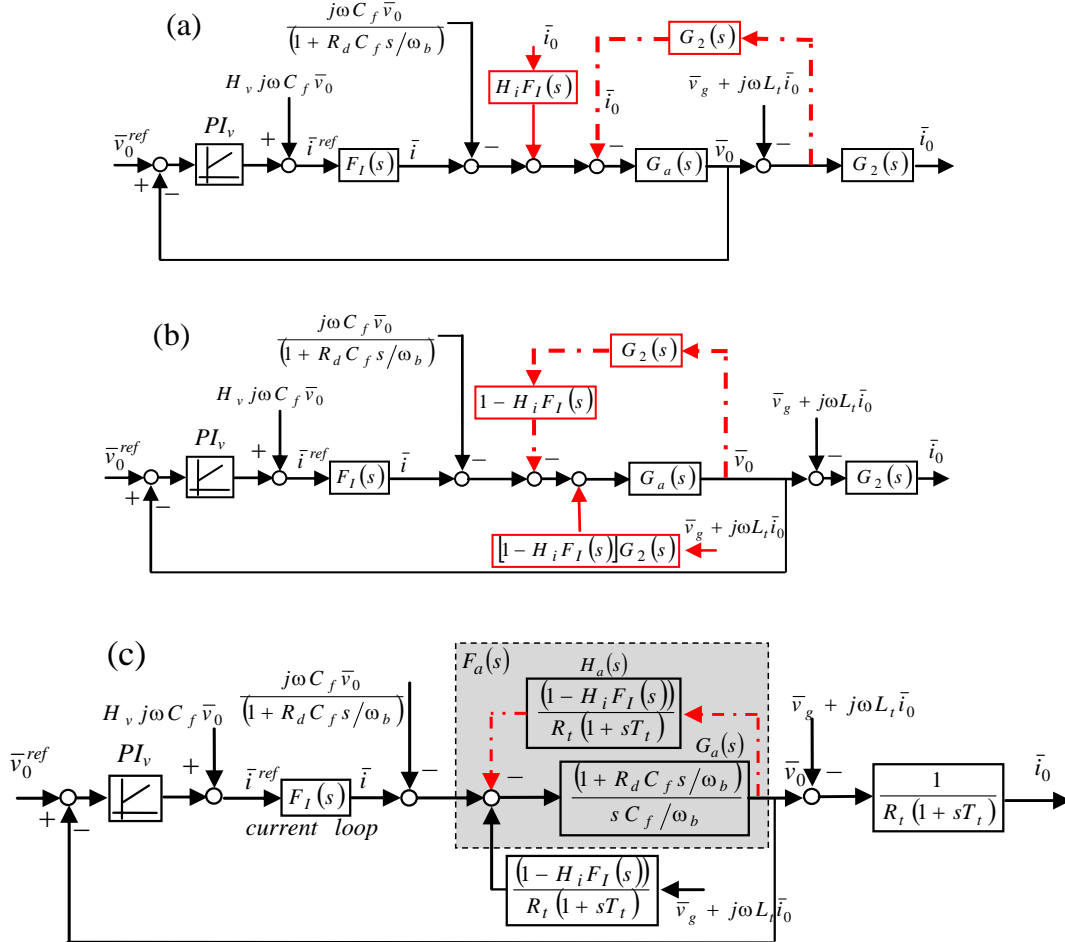 (a)
jωC_f v̄_0
(1 + R_d C_f s/ω_b)
ī_0
G_2(s)
H_v jωC_f v̄_0
H_i F_I(s)
ī_0
v̄_g + jωL_t ī_0
v̄_0^ref
PI_v
+
ī^ref
F_I(s)
ī
−
−
G_a(s)
v̄_0
−
G_2(s)
ī_0
+
−
(b)
jωC_f v̄_0
(1 + R_d C_f s/ω_b)
G_2(s)
H_v jωC_f v̄_0
1 − H_i F_I(s)
v̄_g + jωL_t ī_0
v̄_0^ref
PI_v
+
ī^ref
F_I(s)
ī
−
−
G_a(s)
v̄_0
−
G_2(s)
ī_0
+
−
[1 − H_i F_I(s)]G_2(s)
v̄_g + jωL_t ī_0
(c)
F_a(s)
H_a(s)
jωC_f v̄_0
(1 + R_d C_f s/ω_b)
(1 − H_i F_I(s))
R_t(1 + sT_t)
H_v jωC_f v̄_0
v̄_g + jωL_t ī_0
G_a(s)
v̄_0^ref
PI_v
+
ī^ref
F_I(s)
current loop
ī
−
−
(1 + R_d C_f s/ω_b)
s C_f/ω_b
v̄_0
−
1
R_t(1 + sT_t)
ī_0
+
−
(1 − H_i F_I(s))
R_t(1 + sT_t)
v̄_g + jωL_t ī_0